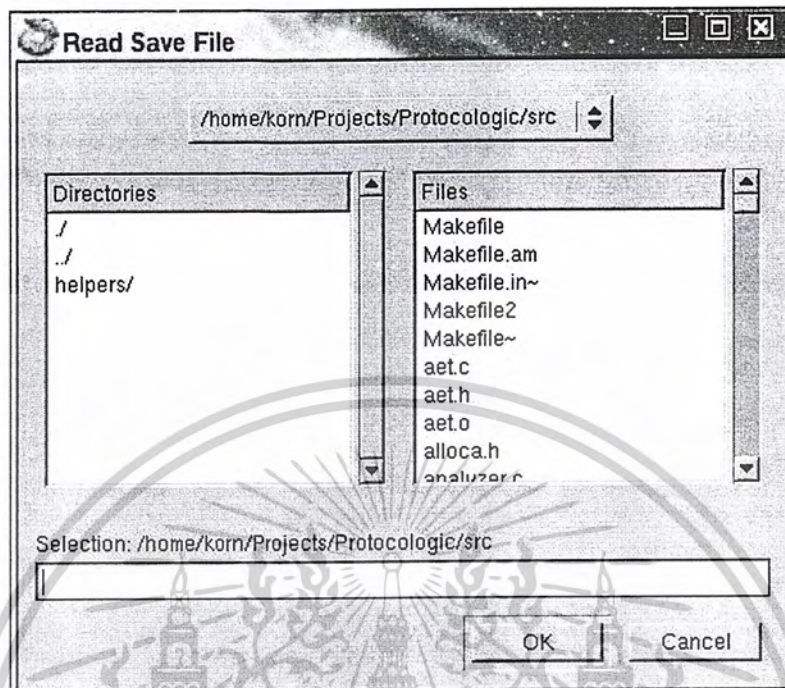 Read Save File
/home/korn/Projects/Protocologic/src
Directories
./
../
helpers/
Files
Makefile
Makefile.am
Makefile.in~
Makefile2
Makefile~
aet.c
aet.h
aet.o
alloca.h
analyzer.c
Selection: /home/korn/Projects/Protocologic/src
OK
Cancel